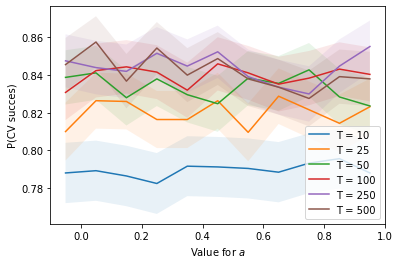 P(CV succes)
0.86
0.84
0.82
0.80
0.78
0.0
0.2
0.4
0.6
0.8
1.0
Value for a
T = 10
T = 25
T = 50
T = 100
T = 250
T = 500